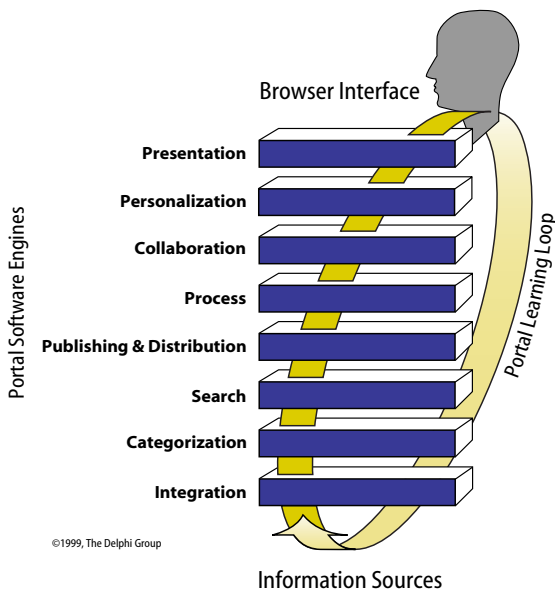 Browser Interface
Portal Software Engines
Presentation
Personalization
Collaboration
Process
Publishing & Distribution
Search
Categorization
Integration
Portal Learning Loop
©1999, The Delphi Group
Information Sources